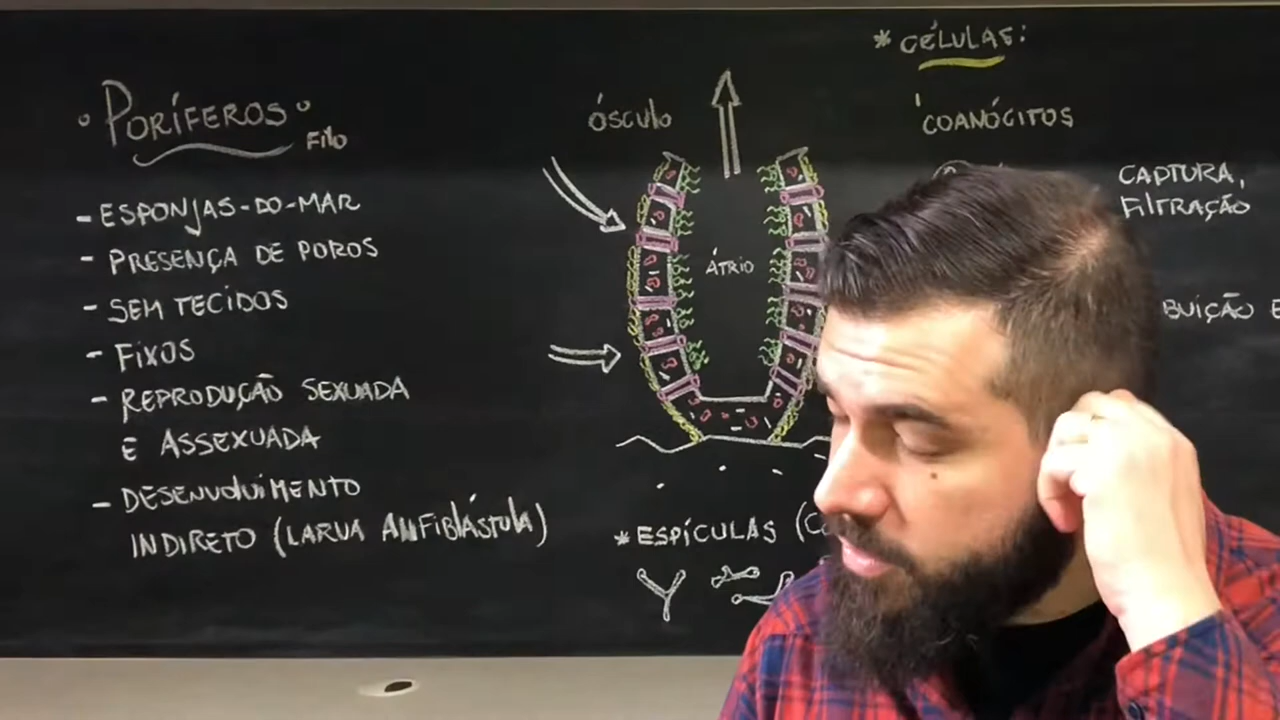 PORÍFEROS
Filo
- ESPONJAS-DO-MAR
- PRESENÇA DE POROS
- SEM TECIDOS
- FIXOS
- REPRODUÇÃO SEXUADA
E ASSEXUADA
- DESENVOLVIMENTO
INDIRETO (LARVA ANFIBLÁSTULA)
ÓSCULO
ÁTRIO
* ESPÍCULAS (C
* CÉLULAS:
COANÓCITOS
CAPTURA,
FILTRAÇÃO
BUIÇÃO E